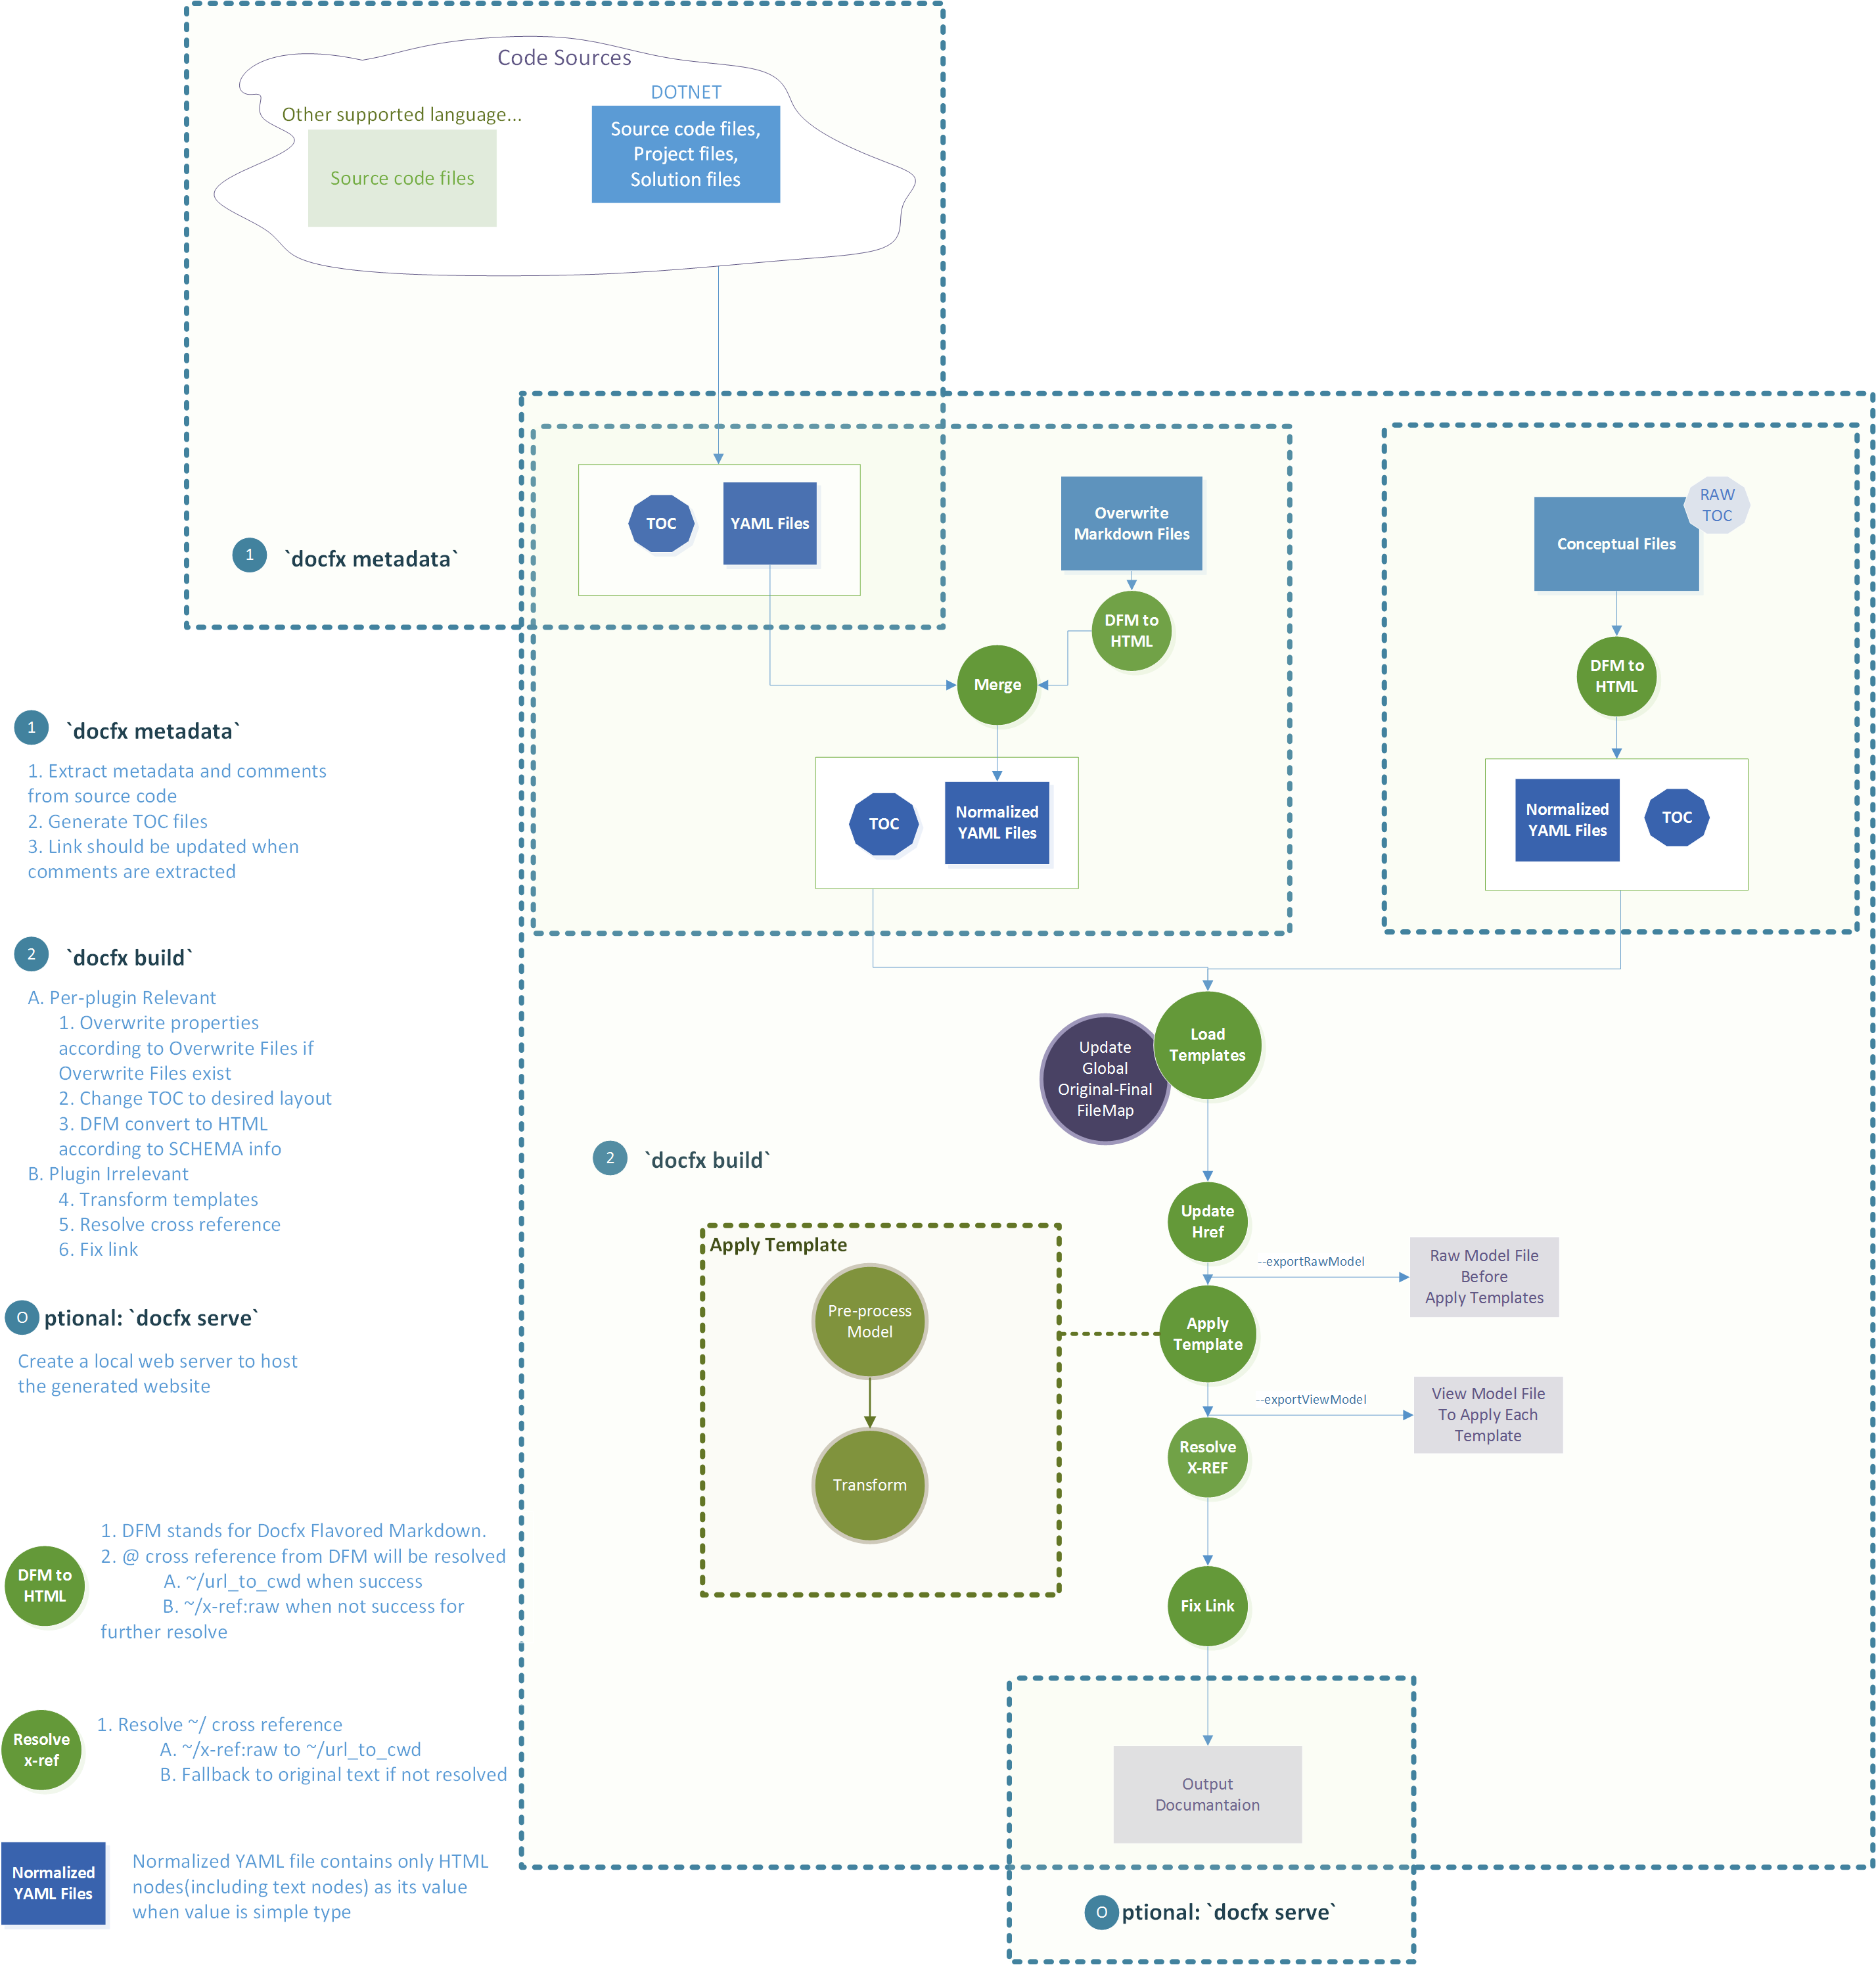 Code Sources
DOTNET
Other supported language...
Source code files,
Project files,
Solution files
Source code files
TOC
YAML Files
1
`docfx metadata`
Overwrite
Markdown Files
DFM to
HTML
Merge
TOC
Normalized
YAML Files
RAW
TOC
Conceptual Files
DFM to
HTML
Normalized
YAML Files
TOC
1
`docfx metadata`
1. Extract metadata and comments
from source code
2. Generate TOC files
3. Link should be updated when
comments are extracted
2
`docfx build`
A. Per-plugin Relevant
1. Overwrite properties
according to Overwrite Files if
Overwrite Files exist
2. Change TOC to desired layout
3. DFM convert to HTML
according to SCHEMA info
B. Plugin Irrelevant
4. Transform templates
5. Resolve cross reference
6. Fix link
O ptional: `docfx serve`
Create a local web server to host
the generated website
Load
Templates
Update
Global
Original-Final
FileMap
2
`docfx build`
Update
Href
--exportRawModel
Raw Model File
Before
Apply Templates
Apply Template
Pre-process
Model
Transform
Apply
Template
--exportViewModel
View Model File
To Apply Each
Template
Resolve
X-REF
Fix Link
Output
Documantaion
O ptional: `docfx serve`
DFM to
HTML
1. DFM stands for Docfx Flavored Markdown.
2. @ cross reference from DFM will be resolved
A. ~/url_to_cwd when success
B. ~/x-ref:raw when not success for
further resolve
Resolve
x-ref
1. Resolve ~/ cross reference
A. ~/x-ref:raw to ~/url_to_cwd
B. Fallback to original text if not resolved
Normalized
YAML Files
Normalized YAML file contains only HTML
nodes(including text nodes) as its value
when value is simple type